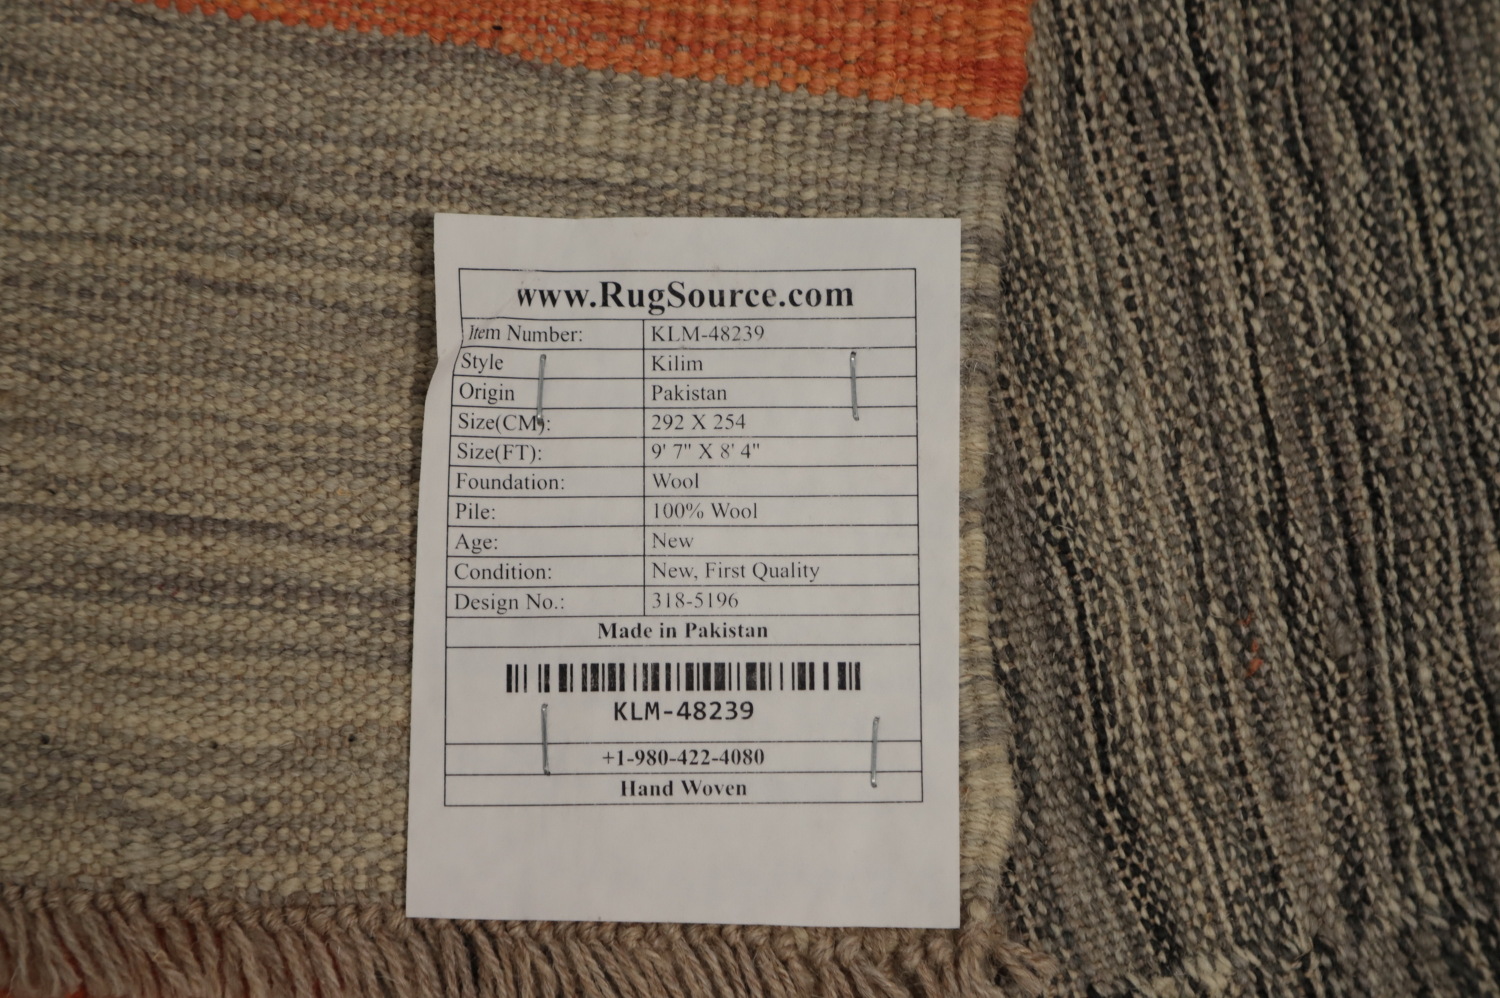 www.RugSource.com
Item Number: KLM-48239
Style Kilim
Origin Pakistan
Size(CM): 292 X 254
Size(FT): 9' 7" X 8' 4"
Foundation: Wool
Pile: 100% Wool
Age: New
Condition: New, First Quality
Design No.: 318-5196
Made in Pakistan
KLM-48239
+1-980-422-4080
Hand Woven